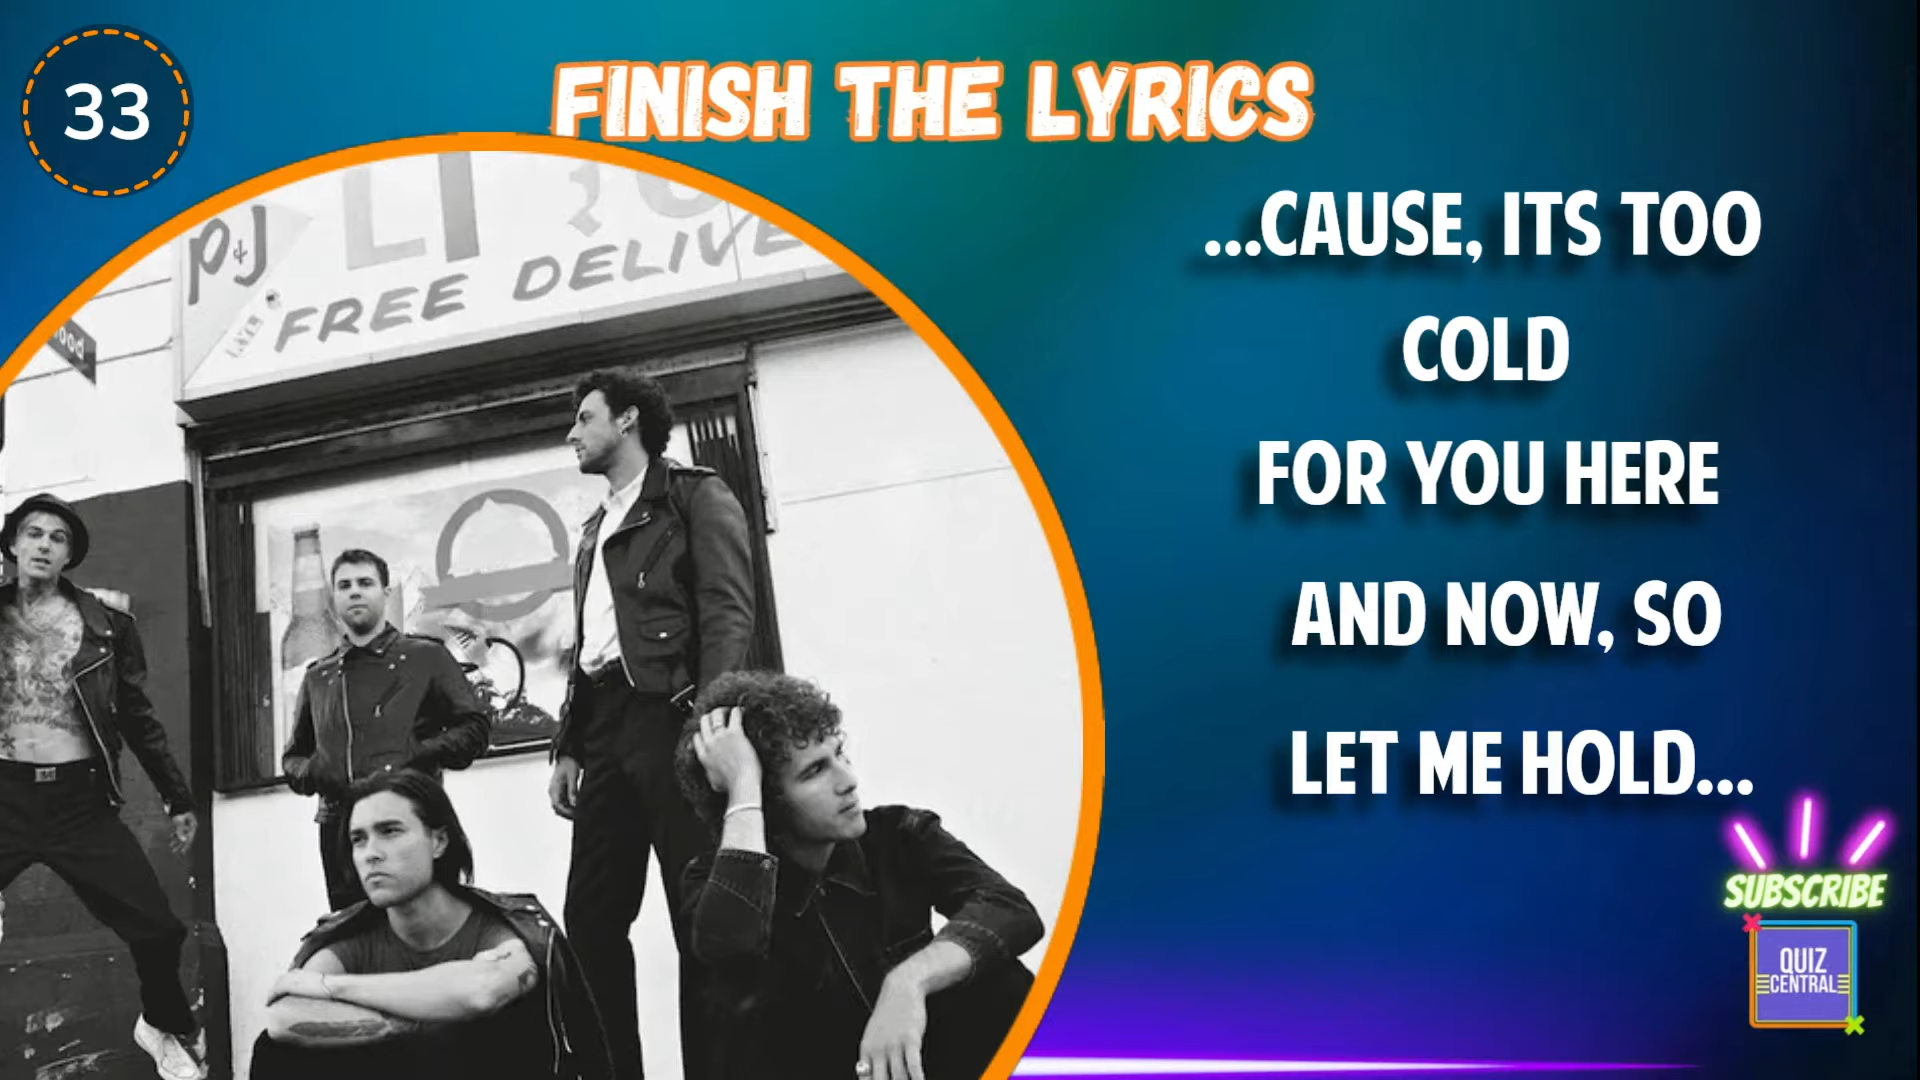 33
FINISH THE LYRICS
...CAUSE, ITS TOO
COLD
FOR YOU HERE
AND NOW, SO
LET ME HOLD...
P&J
FREE DELIVE
SUBSCRIBE
QUIZ
CENTRAL